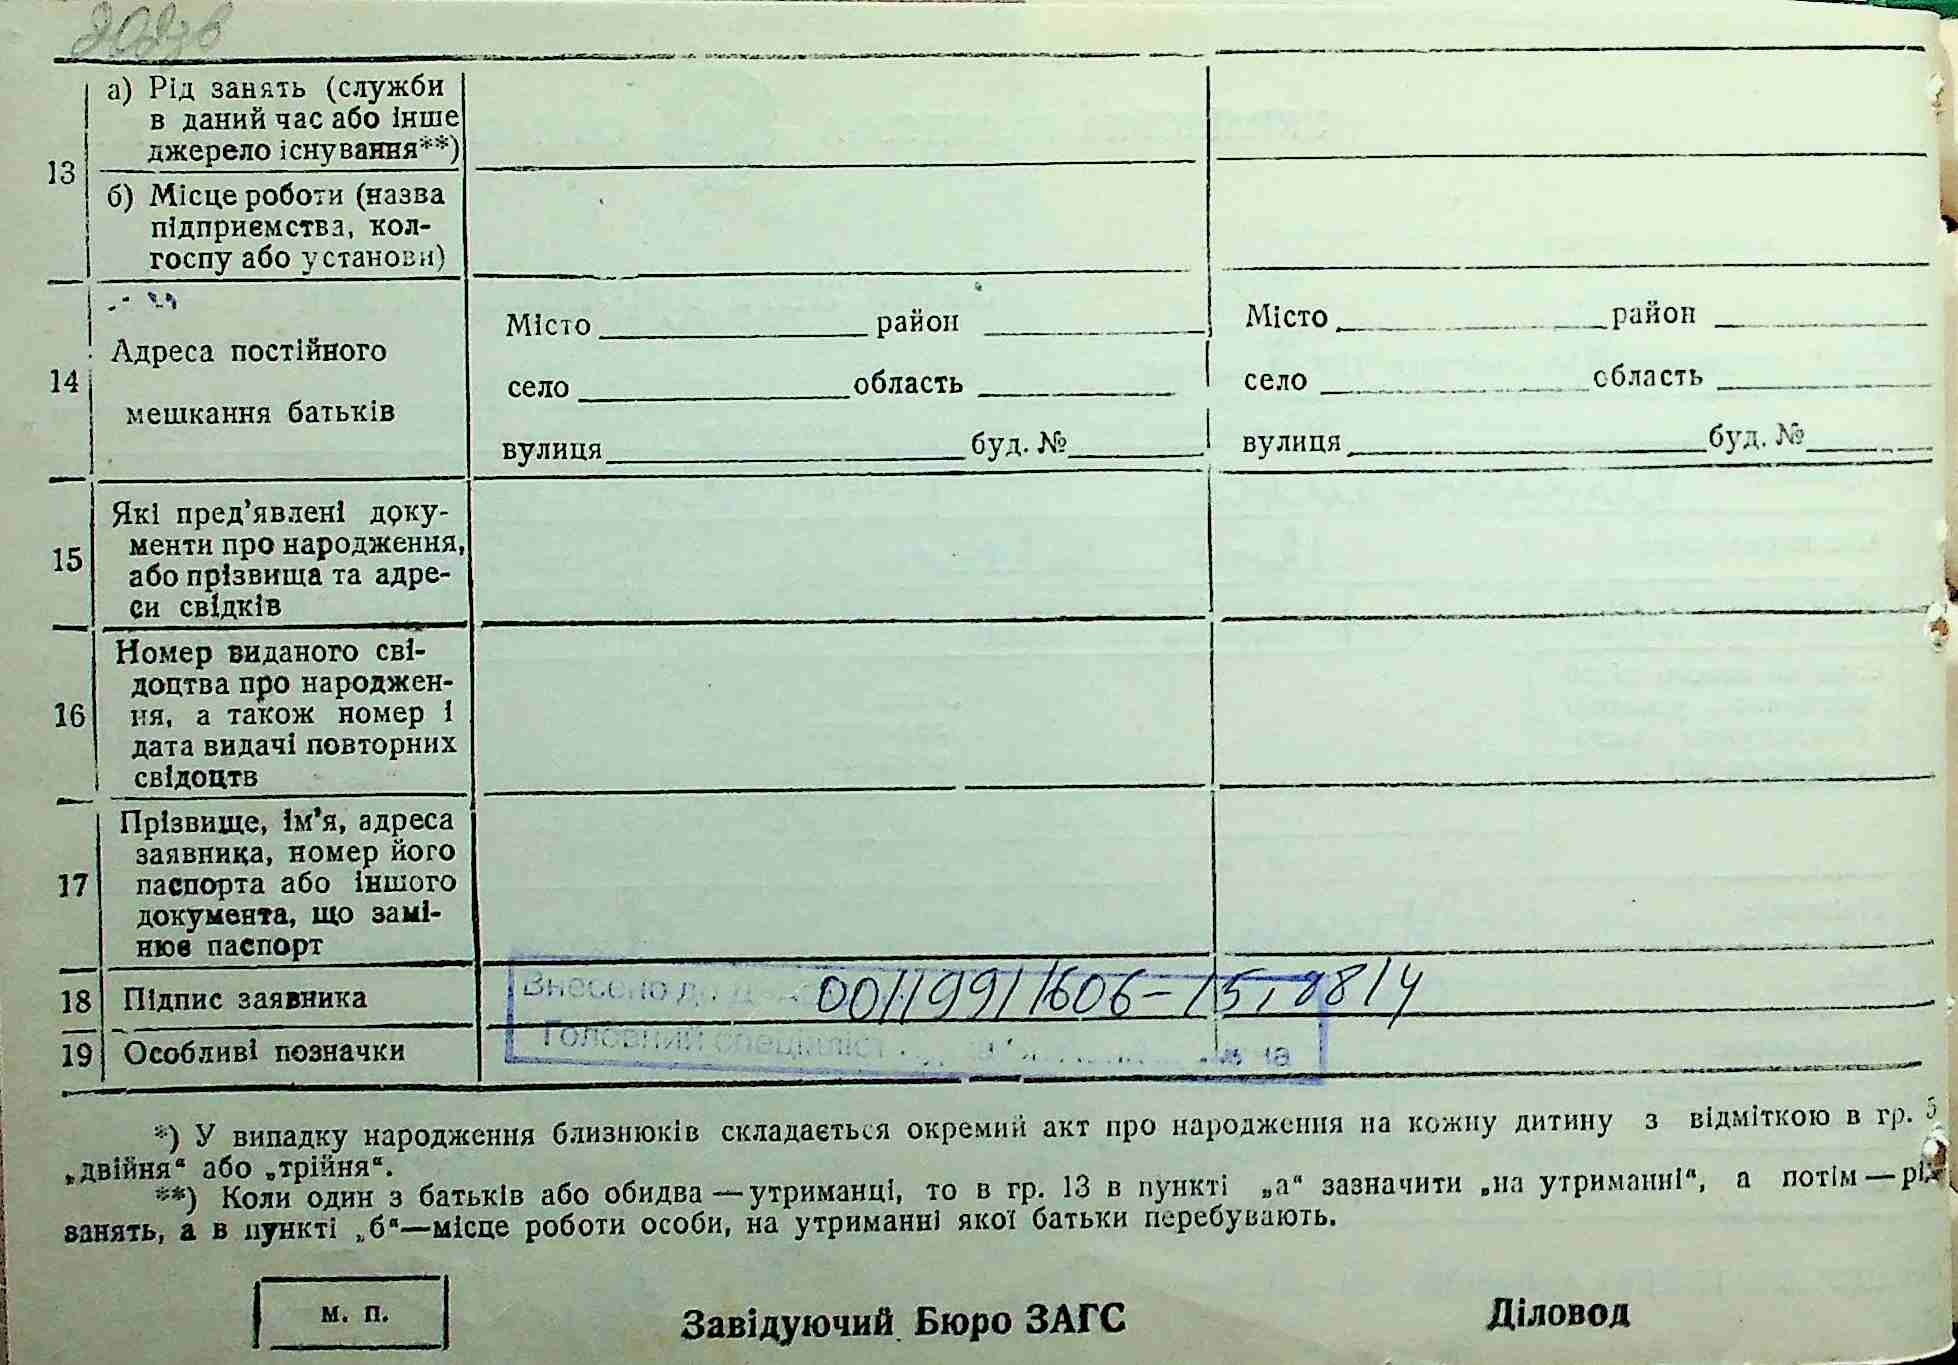 13
а) Рід занять (служби
в даний час або інше
джерело існування**)
б) Місце роботи (назва
підприємства, кол-
госпу або установи)
14
Адреса постійного
мешкання батьків
Місто район
село область
вулиця буд. №
Місто район
село область
вулиця буд. №
15
Які пред’явлені доку-
менти про народження,
або прізвища та адре-
си свідків
16
Номер виданого сві-
доцтва про народжен-
ня, а також номер і
дата видачі повторних
свідоцтв
17
Прізвище, ім’я, адреса
заявника, номер його
паспорта або іншого
документа, що замі-
нює паспорт
18 Підпис заявника
Внесено до
19 Особливі позначки
Головний спеціаліст
*) У випадку народження близнюків складається окремий акт про народження на кожну дитину з відміткою в гр. 5
„двійня“ або „трійня“.
**) Коли один з батьків або обидва — утриманці, то в гр. 13 в пункті „а“ зазначити „на утриманні“, а потім — рід
занять, а в пункті „б“—місце роботи особи, на утриманні якої батьки перебувають.
м. п.
Завідуючий Бюро ЗАГС
Діловод